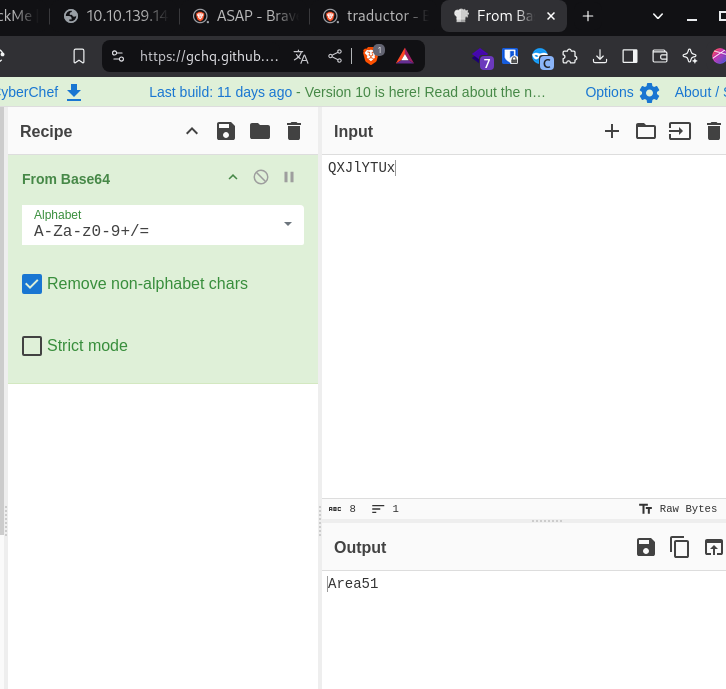 ckMe
10.10.139.14
ASAP - Brav
traductor - B
From Ba
https://gchq.github....
1
7
C
yberChef
Last build: 11 days ago - Version 10 is here! Read about the n...
Options
About / S
Recipe
Input
From Base64
QXJlYTUx
Alphabet
A-Za-z0-9+/=
Remove non-alphabet chars
Strict mode
ABC 8
1
Tт Raw Bytes
Output
Area51